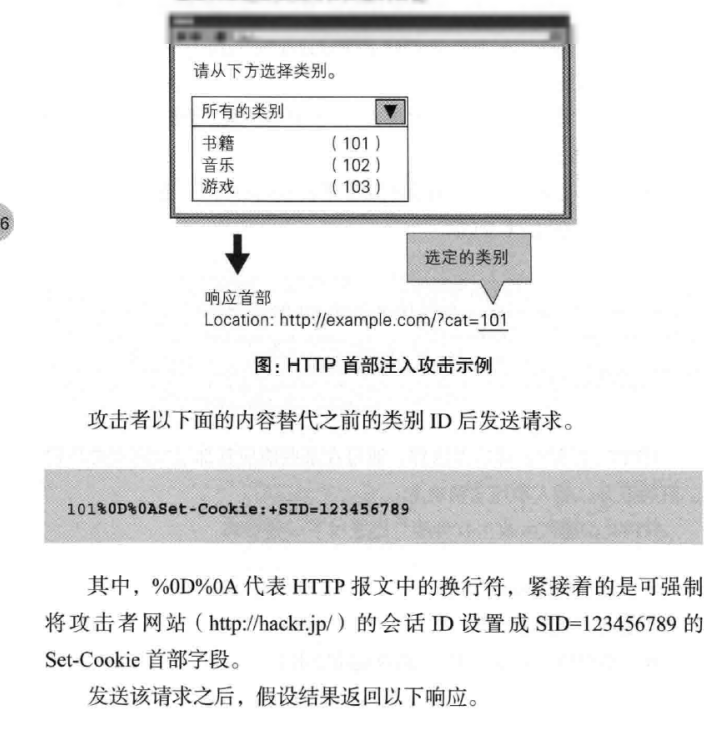 请从下方选择类别。
所有的类别 ▼
书籍 (101)
音乐 (102)
游戏 (103)
6
选定的类别
响应首部
Location: http://example.com/?cat=101
图:HTTP 首部注入攻击示例
攻击者以下面的内容替代之前的类别 ID 后发送请求。
101%0D%0ASet-Cookie:+SID=123456789
其中,%0D%0A 代表 HTTP 报文中的换行符,紧接着的是可强制
将攻击者网站(http://hackr.jp/)的会话 ID 设置成 SID=123456789 的
Set-Cookie 首部字段。
发送该请求之后,假设结果返回以下响应。